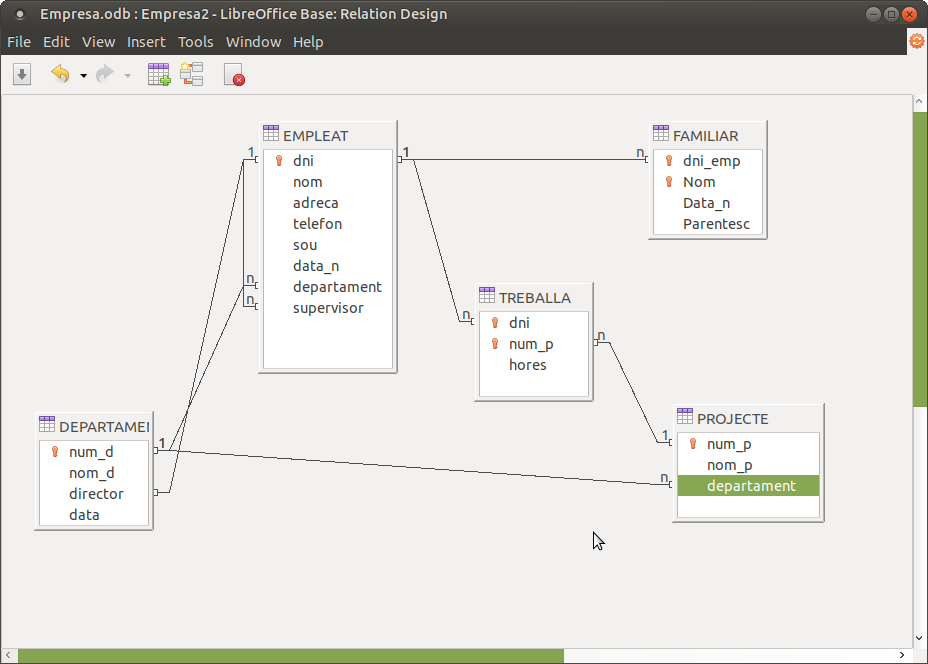 Empresa.odb : Empresa2 - LibreOffice Base: Relation Design
File Edit View Insert Tools Window Help
EMPLEAT
dni
nom
adreca
telefon
sou
data_n
departament
supervisor
1
n
n
1
n
FAMILIAR
dni_emp
Nom
Data_n
Parentesc
TREBALLA
dni
num_p
hores
n
n
DEPARTAMEN
num_d
nom_d
director
data
1
PROJECTE
num_p
nom_p
departament
1
n